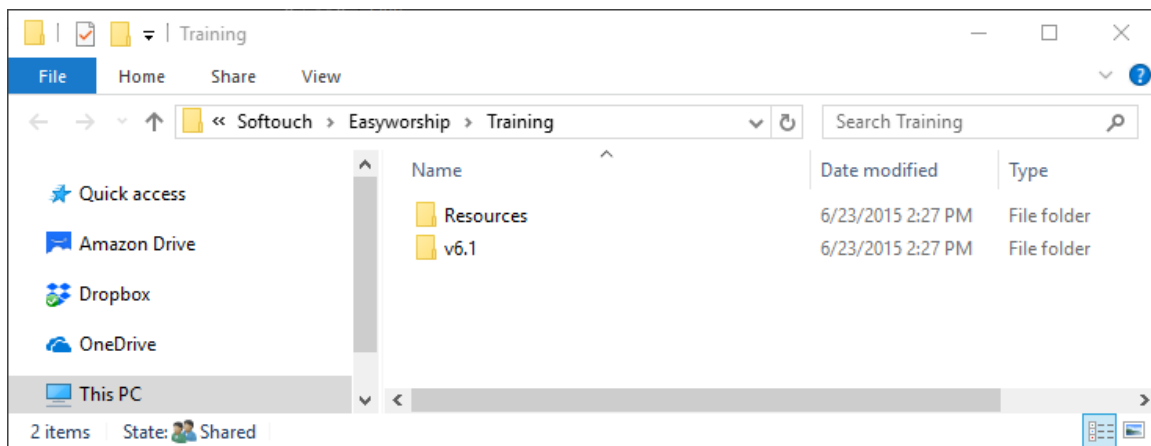 Training
File Home Share View
« Softouch > Easyworship > Training
Search Training
Name Date modified Type
Quick access
Resources 6/23/2015 2:27 PM File folder
Amazon Drive
v6.1 6/23/2015 2:27 PM File folder
Dropbox
OneDrive
This PC
2 items State: Shared